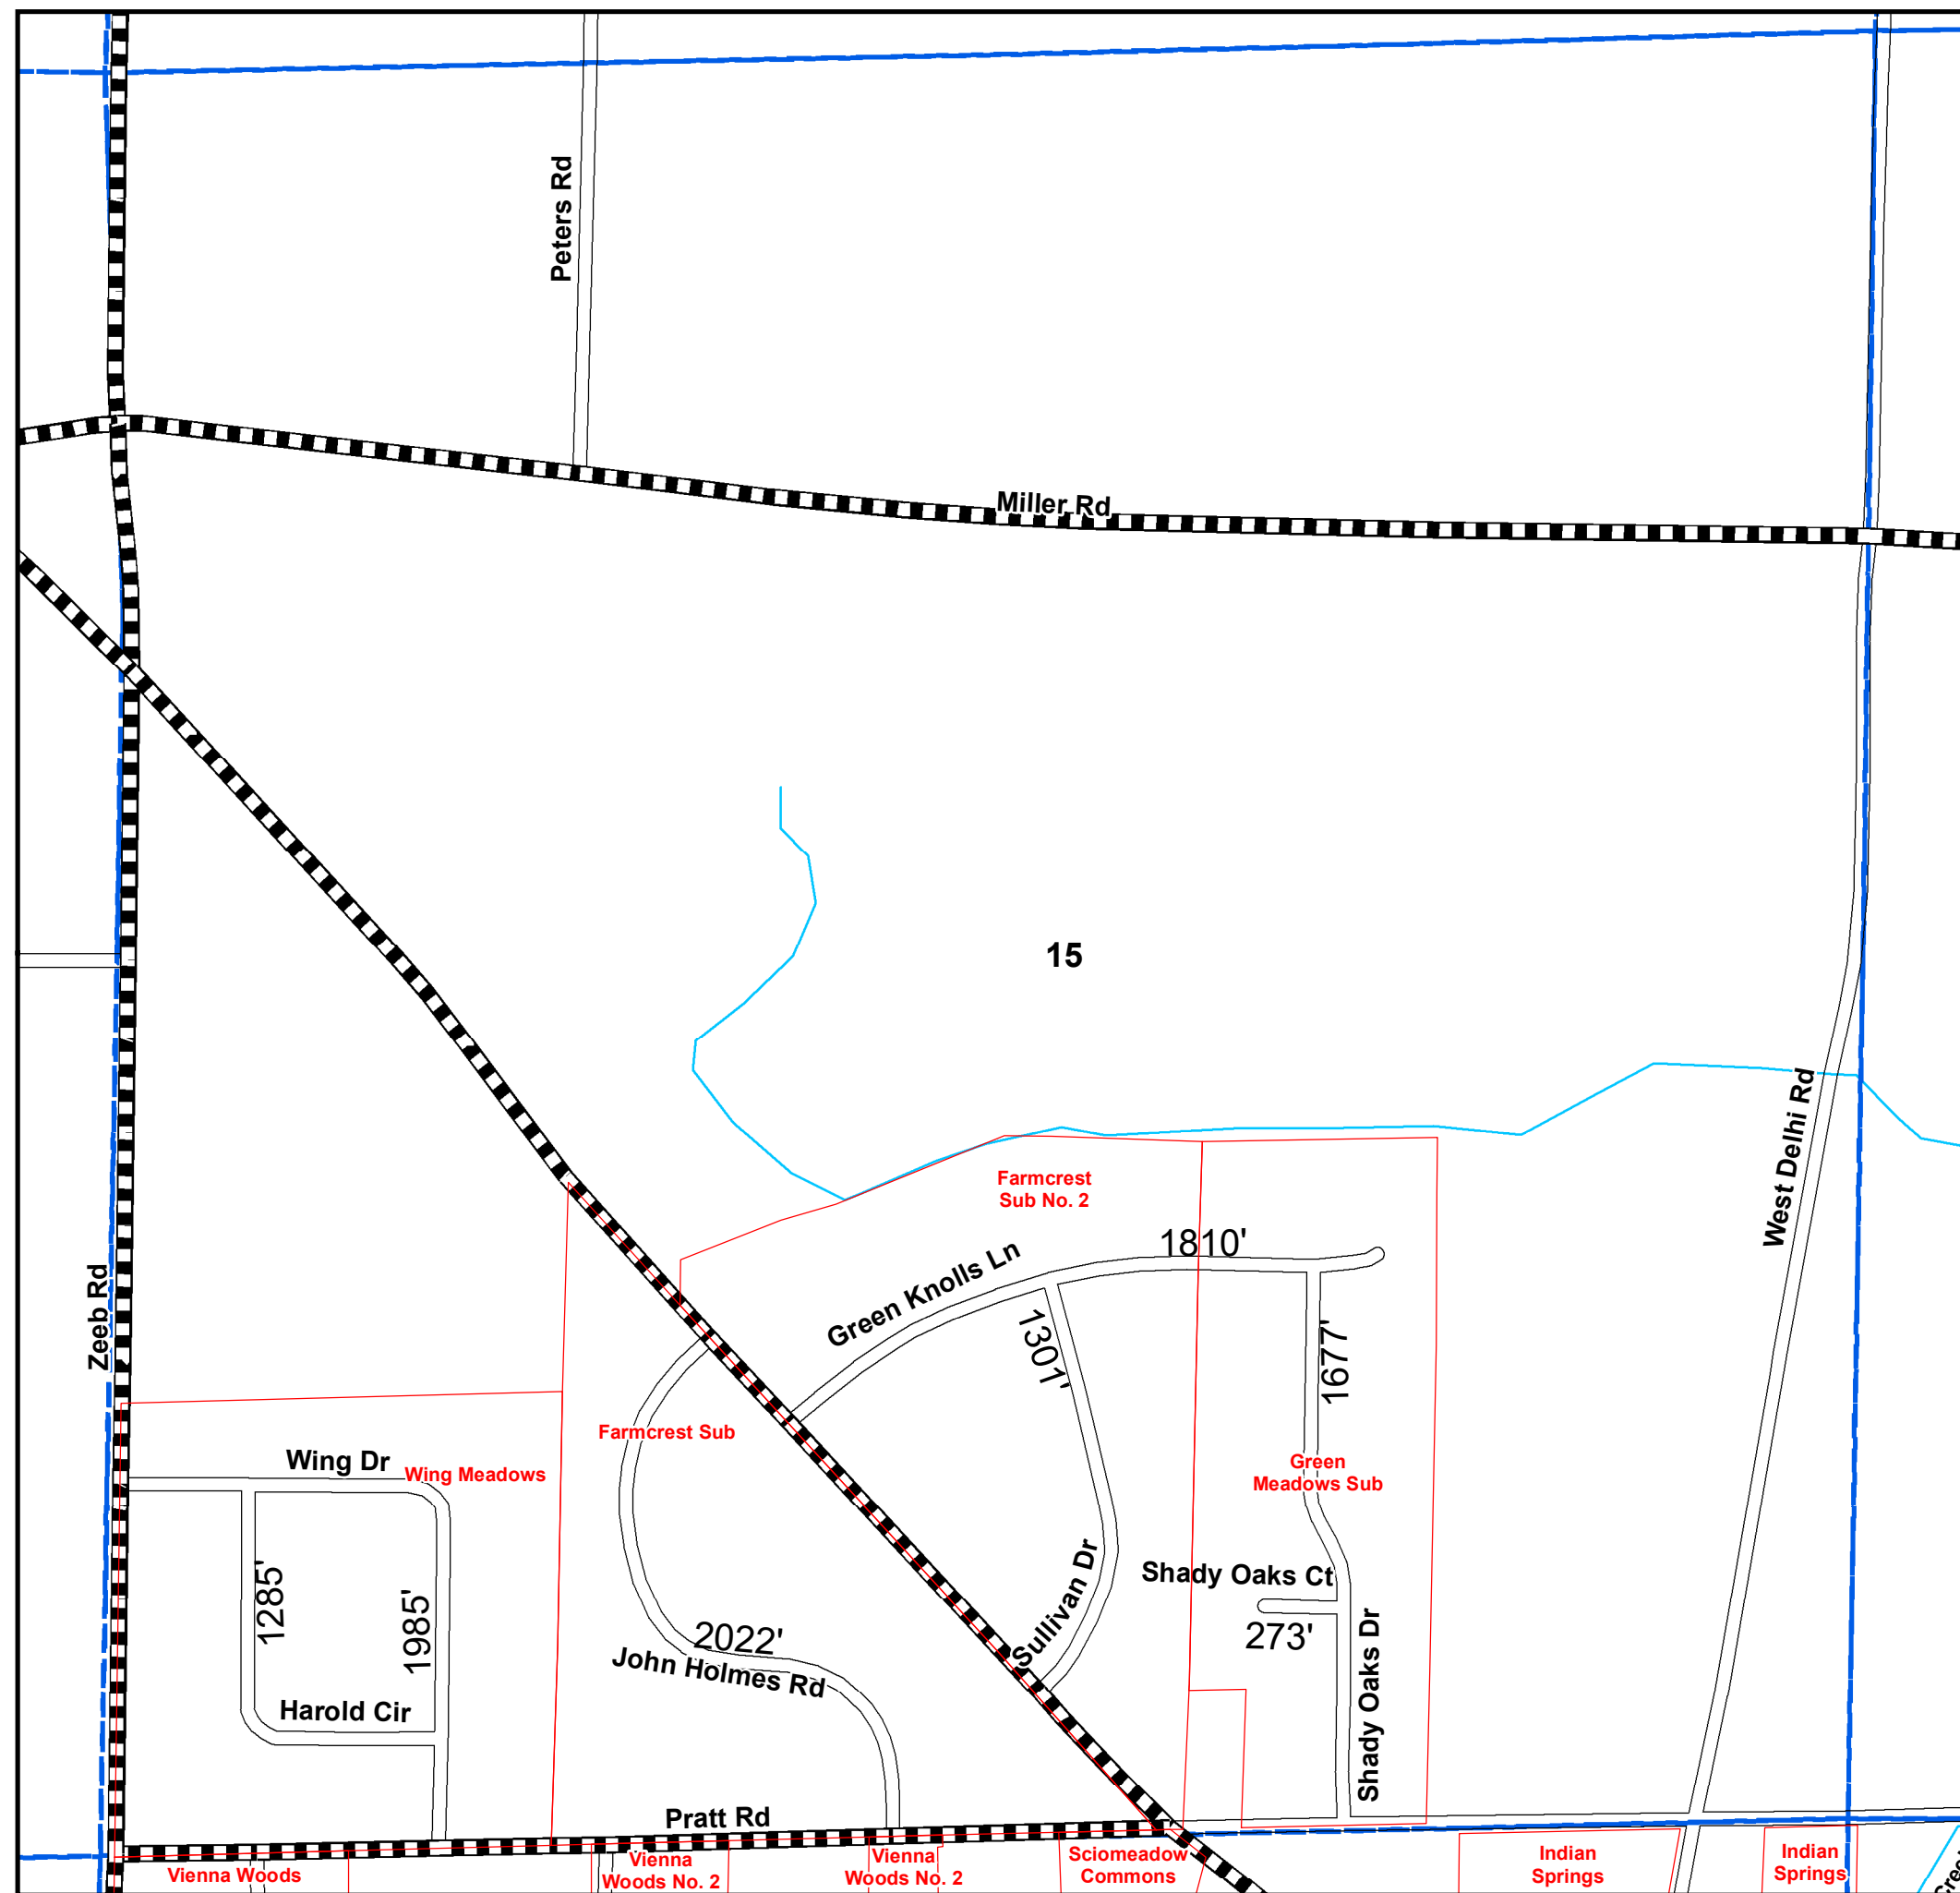 Peters Rd
Miller Rd
15
West Delhi Rd
Farmcrest
Sub No. 2
1810'
Green Knolls Ln
Zeeb Rd
1301'
1677'
Farmcrest Sub
Wing Dr
Wing Meadows
Green
Meadows Sub
Shady Oaks Ct
Sullivan Dr
1285'
1985'
2022'
273'
John Holmes Rd
Shady Oaks Dr
Harold Cir
Pratt Rd
Vienna Woods
Vienna
Woods No. 2
Vienna
Woods No. 2
Sciomeadow
Commons
Indian
Springs
Indian
Springs